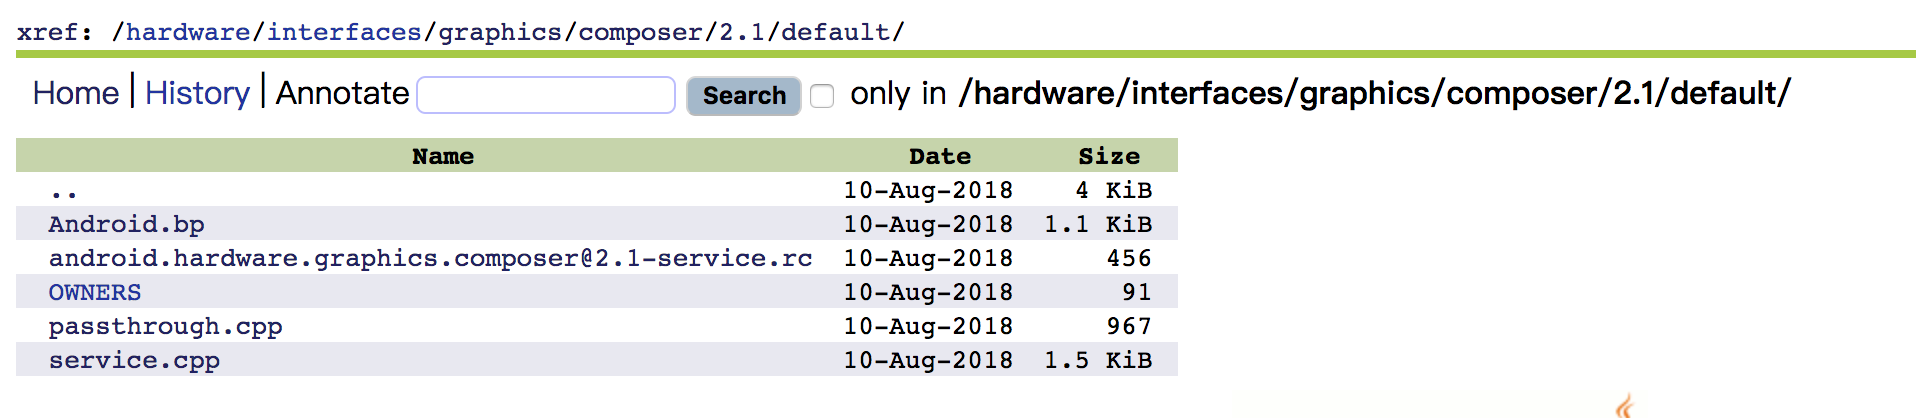 xref: /hardware/interfaces/graphics/composer/2.1/default/
Home | History | Annotate Search only in /hardware/interfaces/graphics/composer/2.1/default/
Name Date Size
.. 10-Aug-2018 4 KiB
Android.bp 10-Aug-2018 1.1 KiB
android.hardware.graphics.composer@2.1-service.rc 10-Aug-2018 456
OWNERS 10-Aug-2018 91
passthrough.cpp 10-Aug-2018 967
service.cpp 10-Aug-2018 1.5 KiB